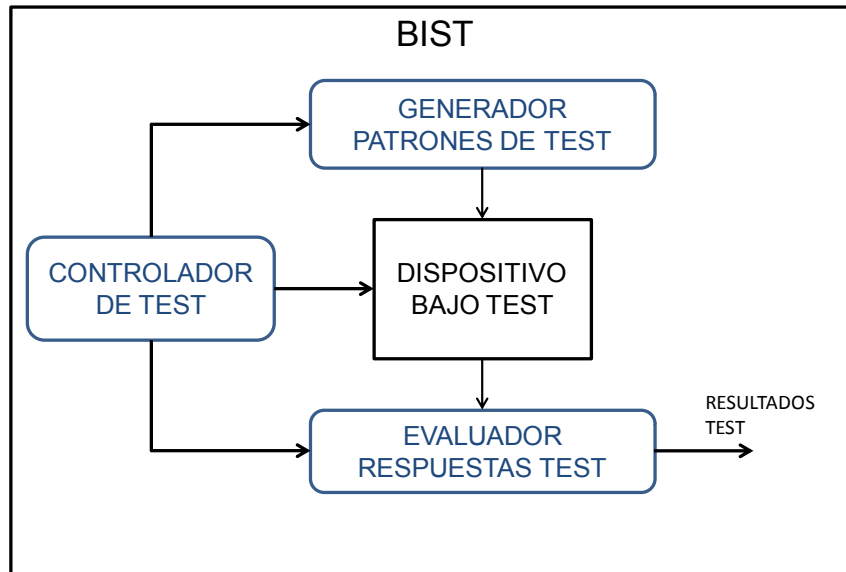 BIST
GENERADOR
PATRONES DE TEST
CONTROLADOR
DE TEST
DISPOSITIVO
BAJO TEST
EVALUADOR
RESPUESTAS TEST
RESULTADOS
TEST